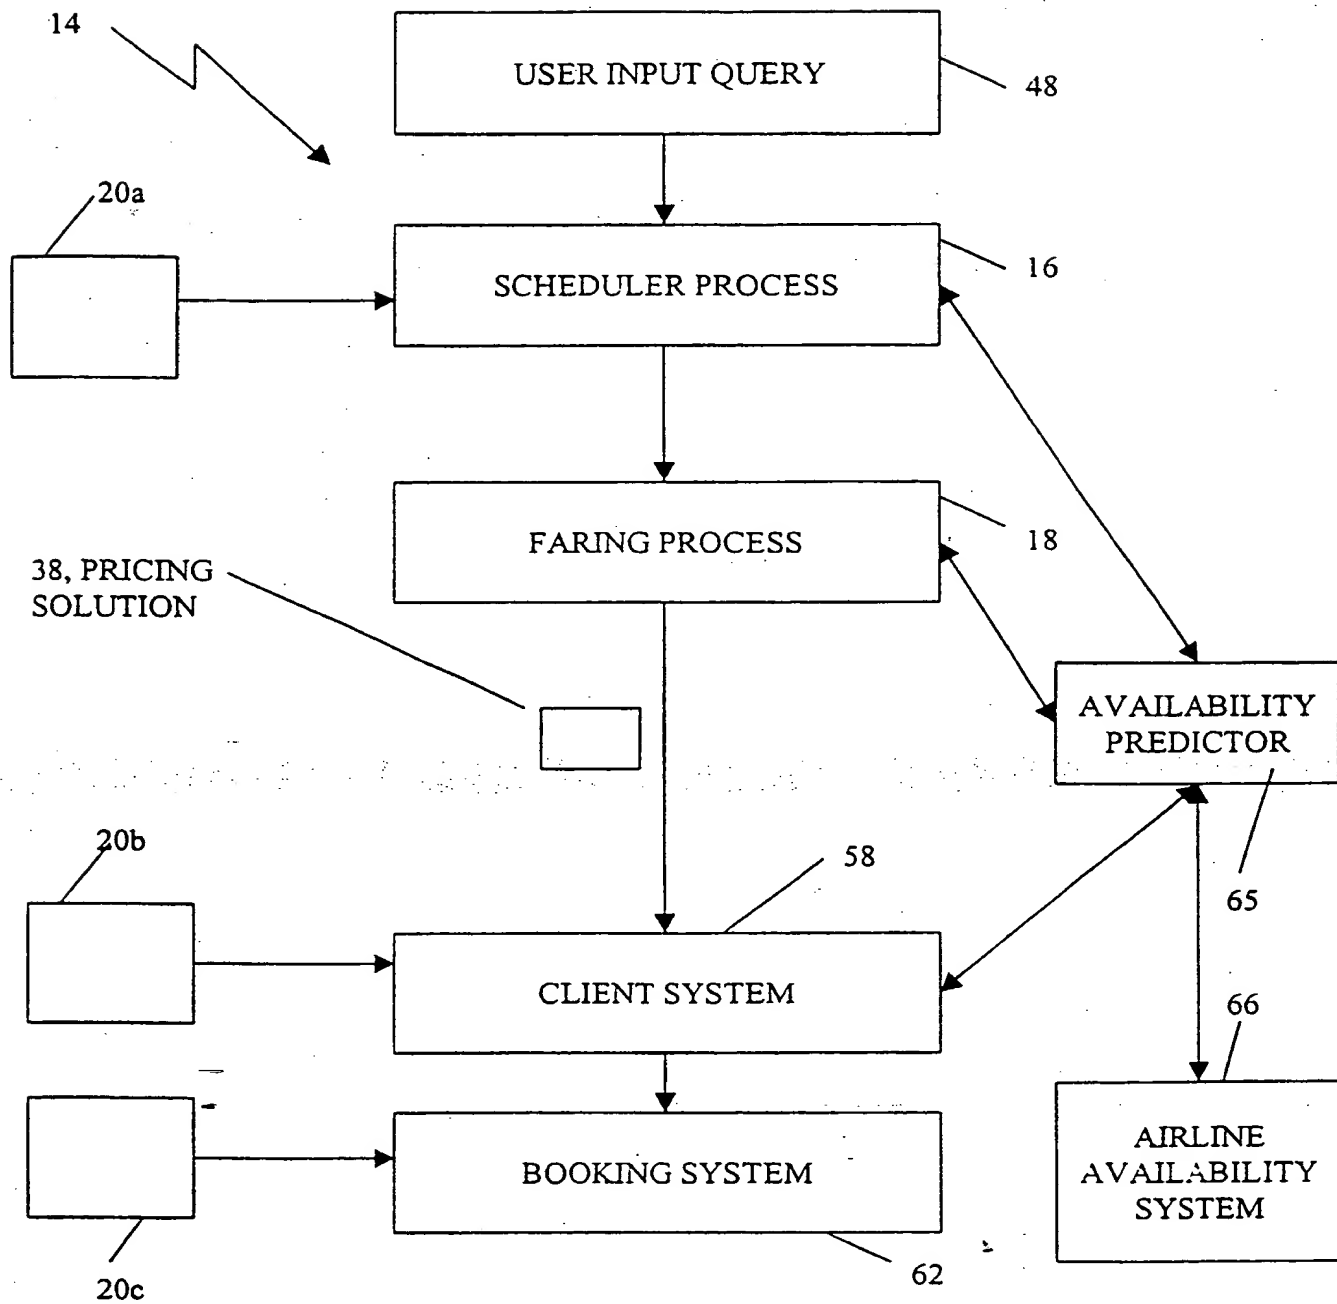 14
USER INPUT QUERY
48
20a
SCHEDULER PROCESS
16
FARING PROCESS
18
38, PRICING
SOLUTION
AVAILABILITY
PREDICTOR
65
20b
58
CLIENT SYSTEM
66
BOOKING SYSTEM
AIRLINE
AVAILABILITY
SYSTEM
20c
62